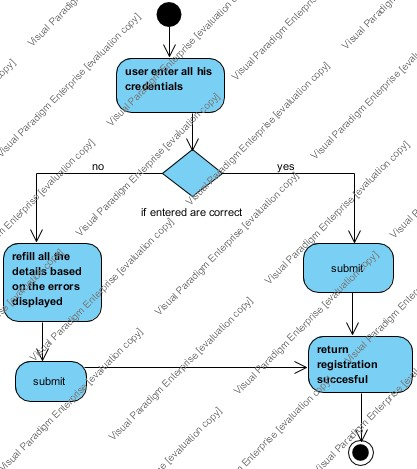 user enter all his
credentials
no
yes
if entered are correct
refill all the
details based
on the errors
displayed
submit
submit
return
registration
succesful
Visual Paradigm Enterprise [evaluation copy]